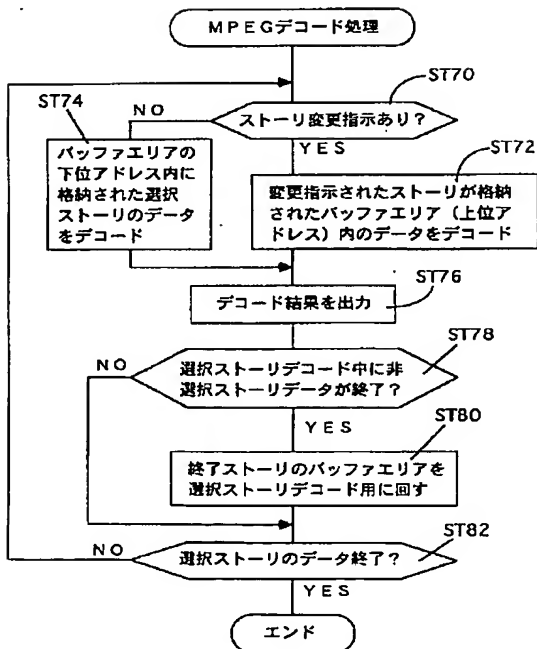 MPEGデコード処理
ST70
ストーリ変更指示あり?
NO
YES
ST74
バッファエリアの
下位アドレス内に
格納された選択
ストーリのデータ
をデコード
ST72
変更指示されたストーリが格納
されたバッファエリア(上位ア
ドレス)内のデータをデコード
ST76
デコード結果を出力
ST78
選択ストーリデコード中に非
選択ストーリデータが終了?
NO
YES
ST80
終了ストーリのバッファエリアを
選択ストーリデコード用に回す
ST82
選択ストーリのデータ終了?
NO
YES
エンド